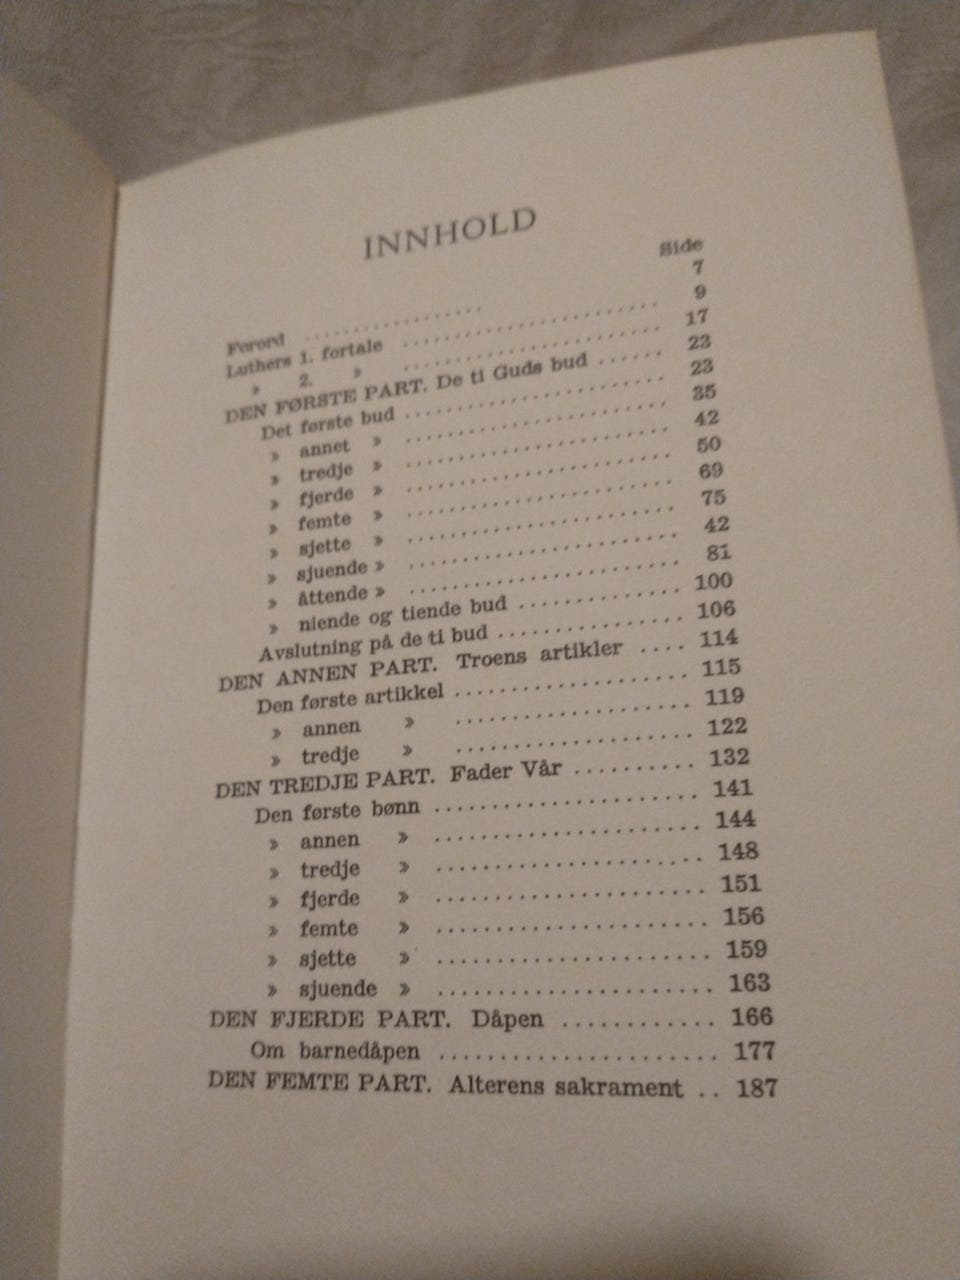 INNHOLD
Side
Forord .................. 7
Luthers 1. fortale .................... 9
» 2. » .................... 17
DEN FØRSTE PART. De ti Guds bud ...... 23
Det første bud .................... 23
» annet » .................... 35
» tredje » .................... 42
» fjerde » .................... 50
» femte » .................... 69
» sjette » .................... 75
» sjuende » .................... 42
» åttende » .................... 81
» niende og tiende bud ............. 100
Avslutning på de ti bud ............... 106
DEN ANNEN PART. Troens artikler .... 114
Den første artikkel .................. 115
» annen » .................. 119
» tredje » .................. 122
DEN TREDJE PART. Fader Vår .......... 132
Den første bønn .................... 141
» annen » .................... 144
» tredje » .................... 148
» fjerde » .................... 151
» femte » .................... 156
» sjette » .................... 159
» sjuende » .................... 163
DEN FJERDE PART. Dåpen ............ 166
Om barnedåpen ..................... 177
DEN FEMTE PART. Alterens sakrament .. 187